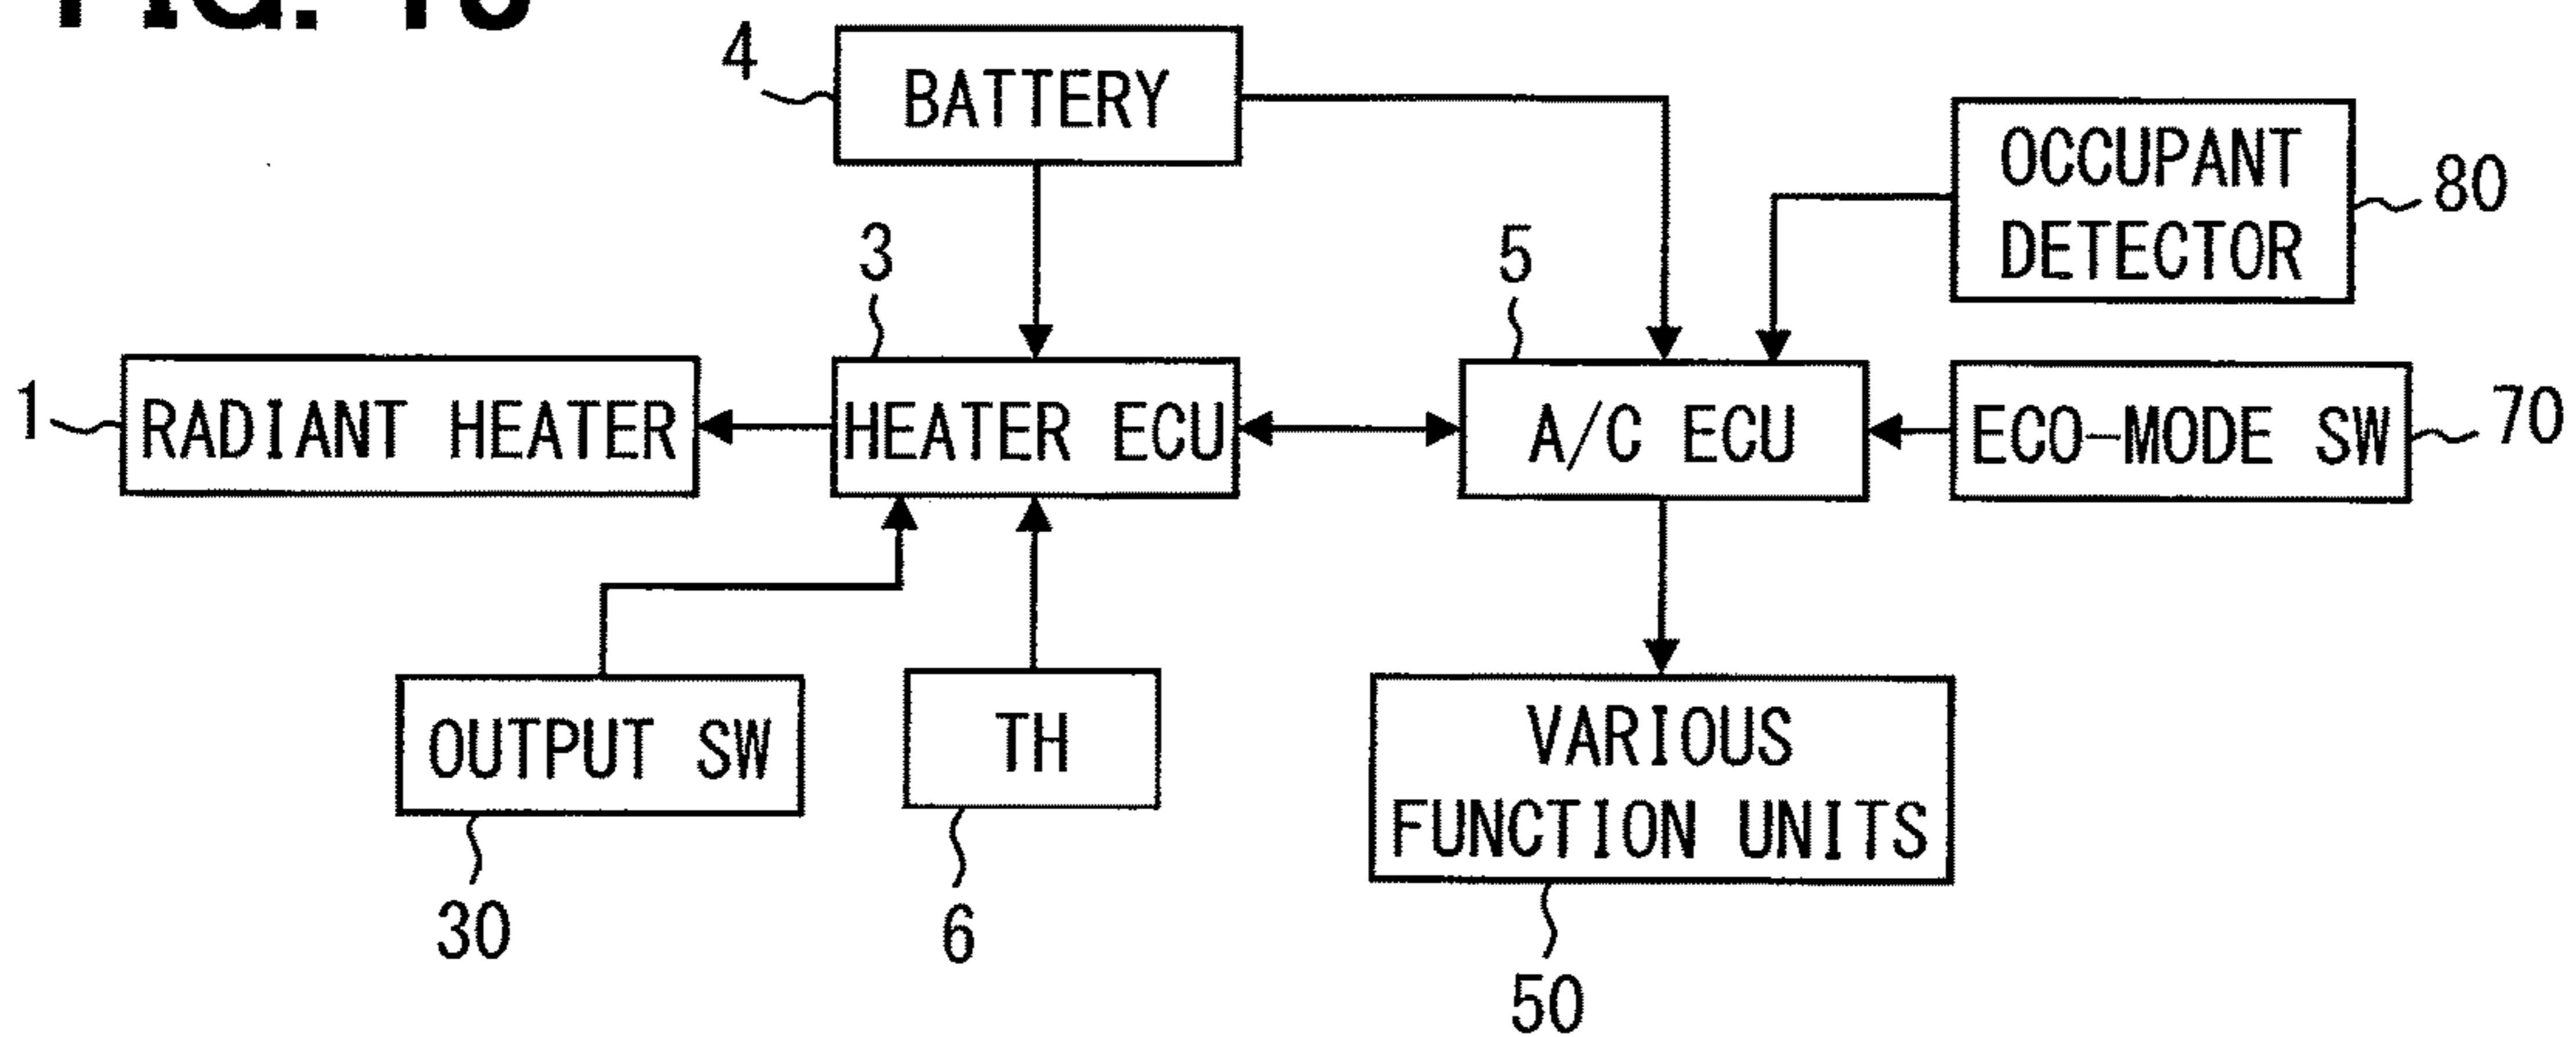 4
BATTERY
OCCUPANT
DETECTOR
80
3
5
1
RADIANT HEATER
HEATER ECU
A/C ECU
ECO-MODE SW
70
OUTPUT SW
TH
VARIOUS
FUNCTION UNITS
30
6
50